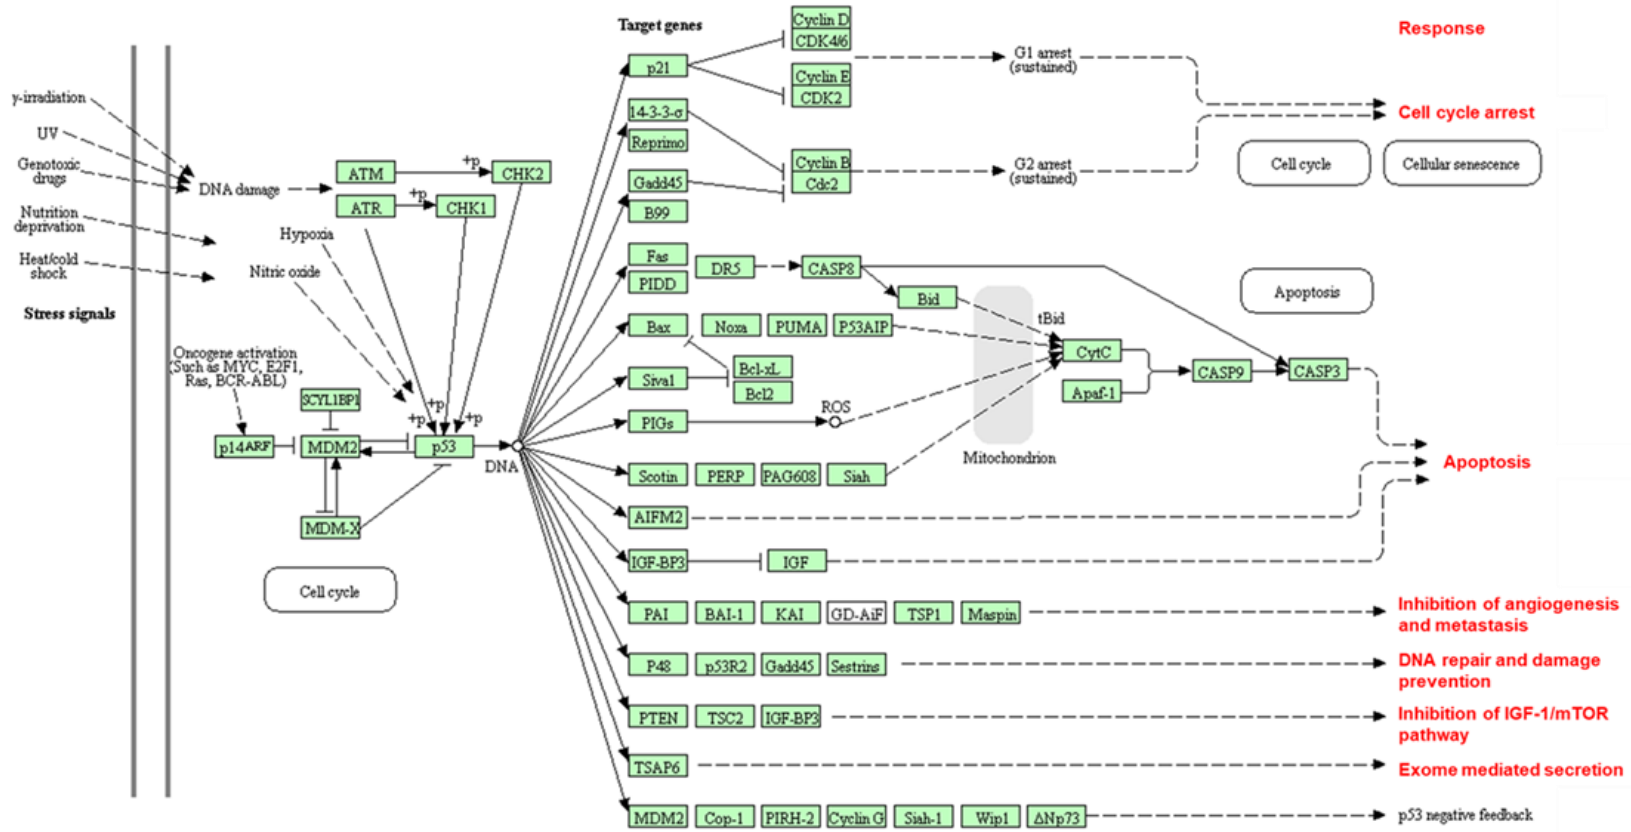 Target genes
Response
Cyclin D
CDK4/6
p21
G1 arrest
(sustained)
Cyclin E
CDK2
γ-irradiation
14-3-3-σ
Cell cycle arrest
UV
Reprimo
Genotoxic
drugs
DNA damage
ATM
+p
CHK2
Cyclin B
Cdc2
G2 arrest
(sustained)
Cell cycle
Cellular senescence
Gadd45
ATR
+p
CHK1
B99
Nutrition
deprivation
Hypoxia
Heat/cold
shock
Nitric oxide
Fas
PIDD
DR5
CASP8
Bid
Apoptosis
Stress signals
Bax
Noxa
PUMA
P53AIP
tBid
CytC
Oncogene activation
(Such as MYC, E2F1,
Ras, BCR-ABL)
Siva1
Bcl-xL
Bcl2
CASP9
CASP3
Apaf-1
SCYL1BP1
+p
+p
+p
PIGs
ROS
p14ARF
MDM2
p53
DNA
Mitochondrion
Apoptosis
Scotin
PERP
PAG608
Siah
MDM-X
AIFM2
IGF-BP3
IGF
Cell cycle
PAI
BAI-1
KAI
GD-AiF
TSP1
Maspin
Inhibition of angiogenesis
and metastasis
P48
p53R2
Gadd45
Sestrins
DNA repair and damage
prevention
PTEN
TSC2
IGF-BP3
Inhibition of IGF-1/mTOR
pathway
TSAP6
Exome mediated secretion
MDM2
Cop-1
PIRH-2
Cyclin G
Siah-1
Wip1
ΔNp73
p53 negative feedback